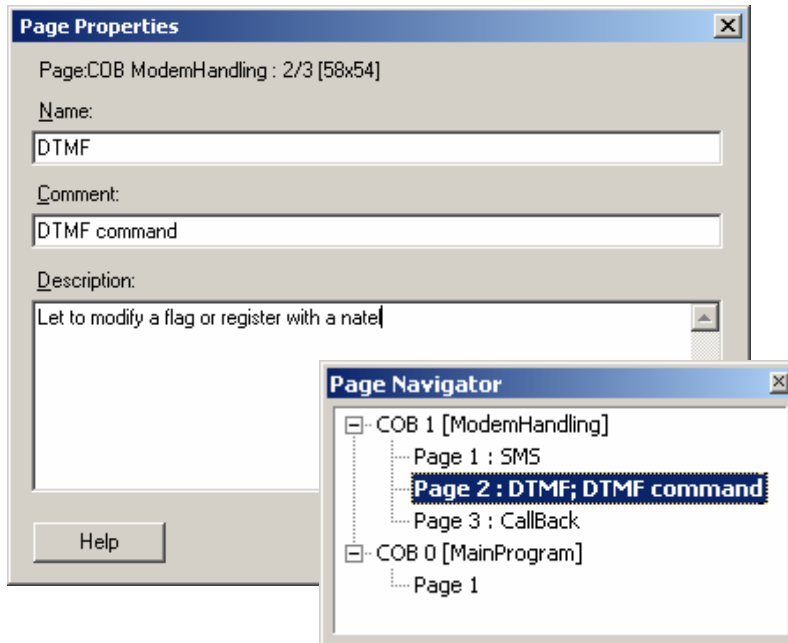 Page Properties
Page:COB ModemHandling : 2/3 [58x54]
Name:
DTMF
Comment:
DTMF command
Description:
Let to modify a flag or register with a natel
Help
Page Navigator
COB 1 [ModemHandling]
Page 1 : SMS
Page 2 : DTMF; DTMF command
Page 3 : CallBack
COB 0 [MainProgram]
Page 1